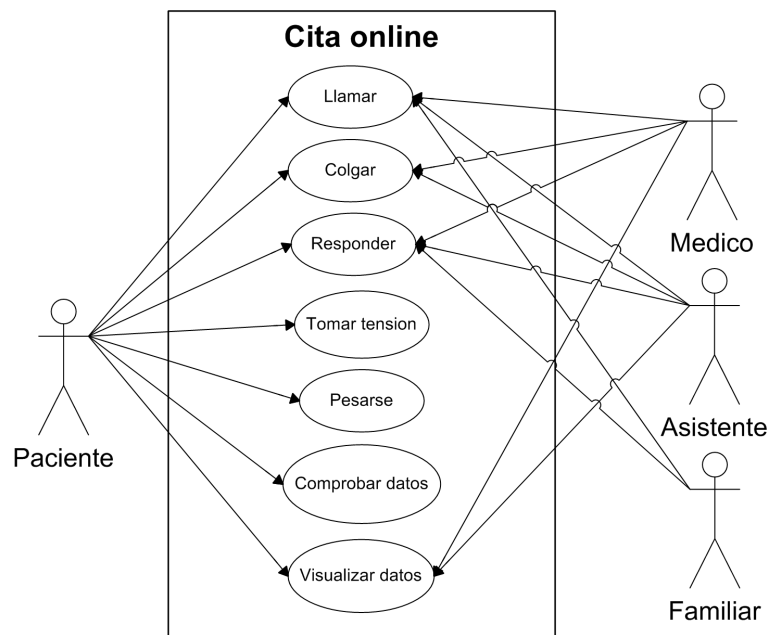 Cita online
Llamar
Colgar
Responder
Tomar tension
Pesarse
Comprobar datos
Visualizar datos
Paciente
Medico
Asistente
Familiar